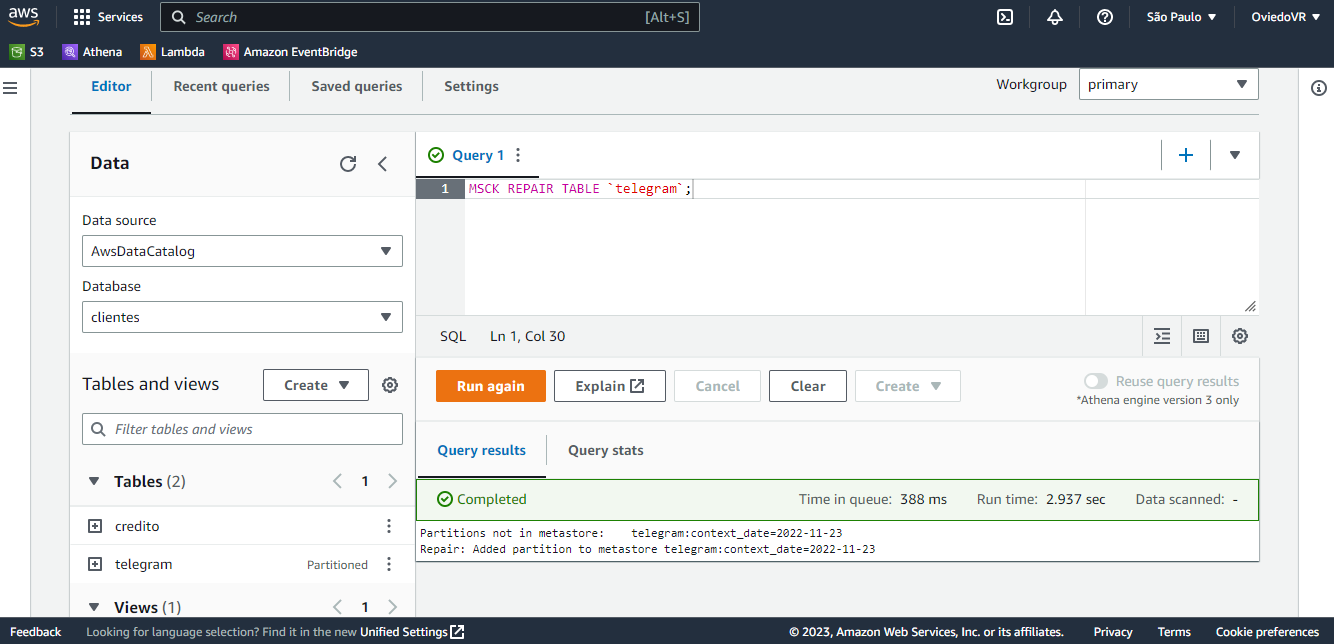 aws
Services
Search
[Alt+S]
São Paulo
OviedoVR
S3
Athena
Lambda
Amazon EventBridge
Editor
Recent queries
Saved queries
Settings
Workgroup
primary
Data
Data source
AwsDataCatalog
Database
clientes
Tables and views
Create
Filter tables and views
Tables (2)
1
credito
telegram
Partitioned
Views (1)
1
Query 1
1
MSCK REPAIR TABLE `telegram`;
SQL
Ln 1, Col 30
Run again
Explain
Cancel
Clear
Create
Reuse query results
*Athena engine version 3 only
Query results
Query stats
Completed
Time in queue: 388 ms
Run time: 2.937 sec
Data scanned: -
Partitions not in metastore: telegram:context_date=2022-11-23
Repair: Added partition to metastore telegram:context_date=2022-11-23
Feedback
Looking for language selection? Find it in the new Unified Settings
© 2023, Amazon Web Services, Inc. or its affiliates.
Privacy
Terms
Cookie preferences